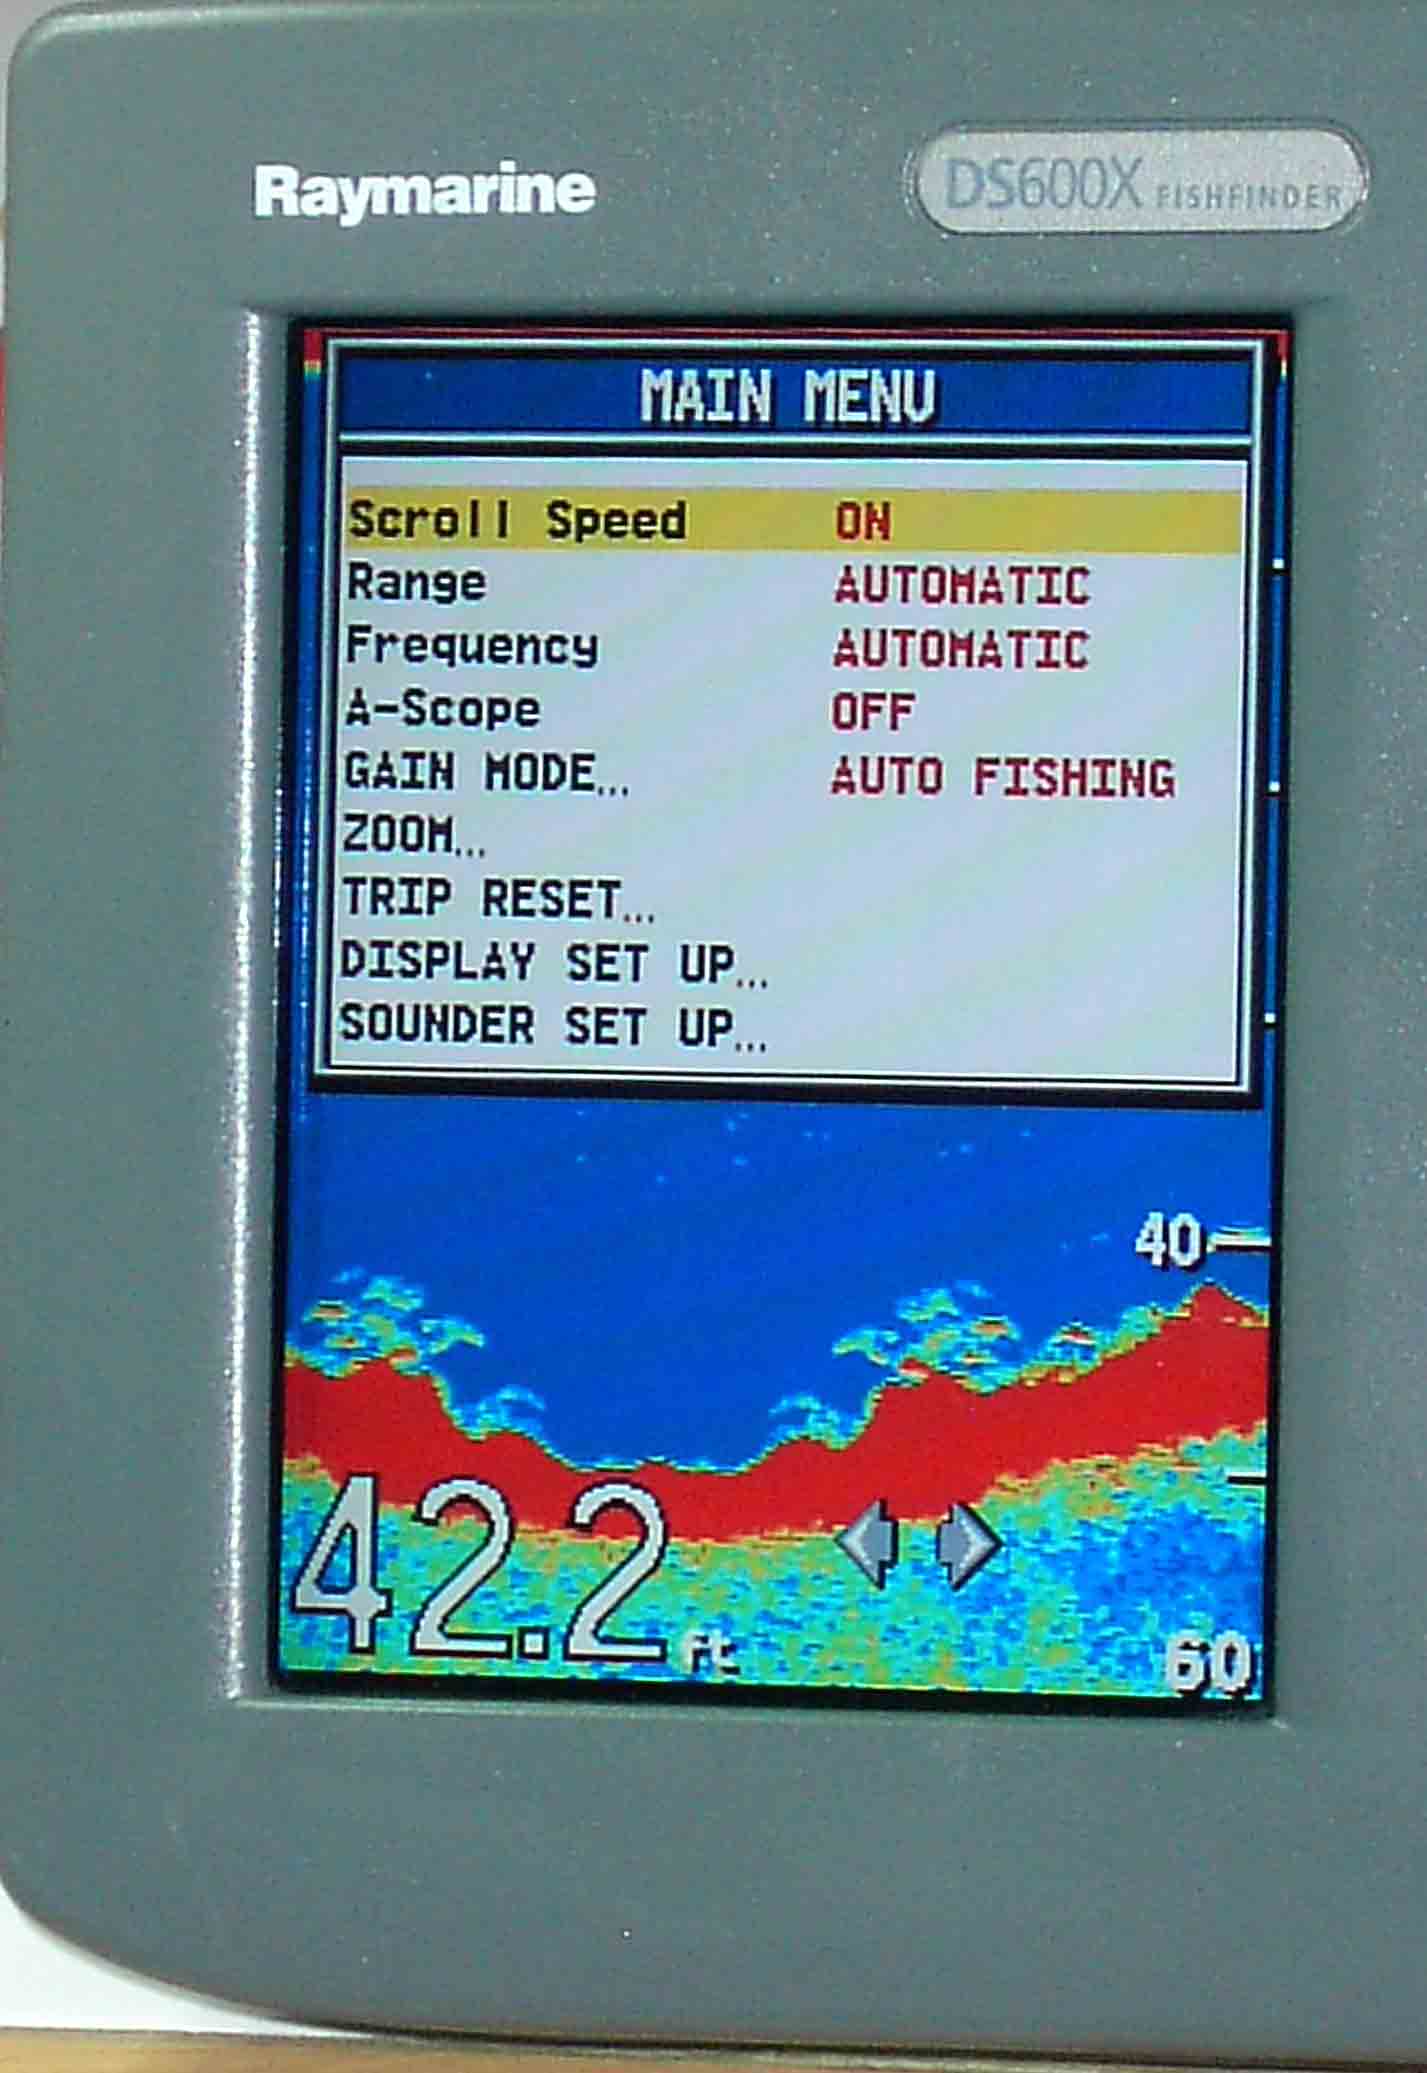 Raymarine
DS600X FISHFINDER
MAIN MENU
Scroll Speed ON
Range AUTOMATIC
Frequency AUTOMATIC
A-Scope OFF
GAIN MODE... AUTO FISHING
ZOOM...
TRIP RESET...
DISPLAY SET UP...
SOUNDER SET UP...
40
42.2 ft
60